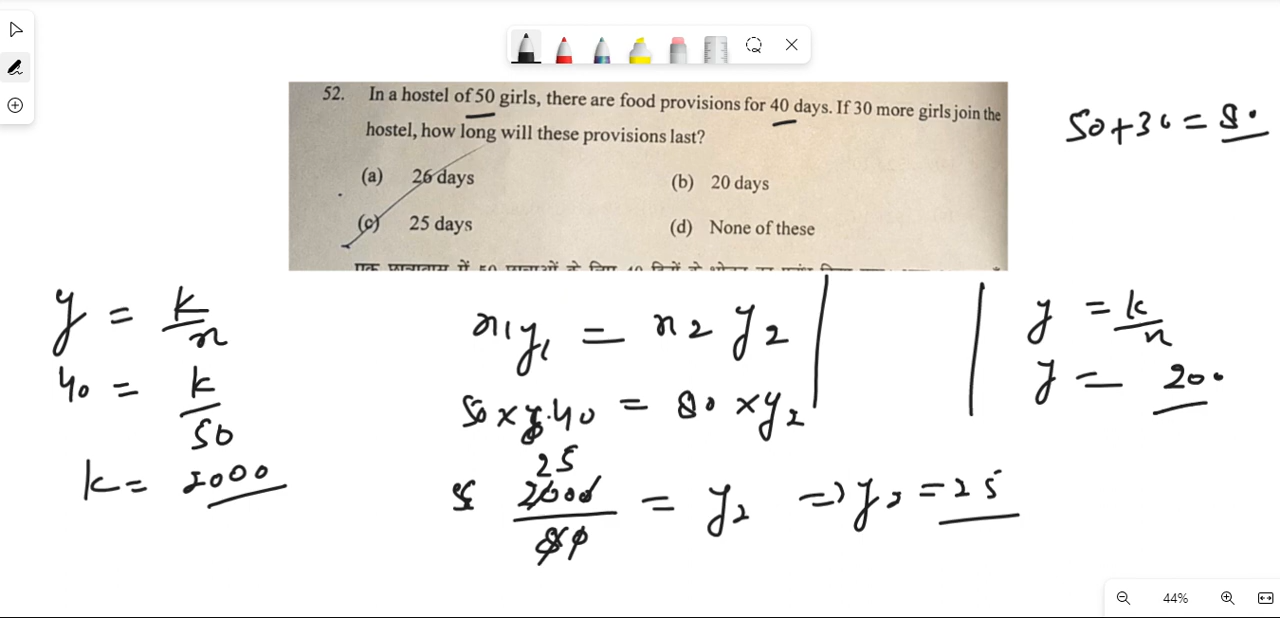 52. In a hostel of 50 girls, there are food provisions for 40 days. If 30 more girls join the
hostel, how long will these provisions last?
(a) 26 days (b) 20 days
(c) 25 days (d) None of these
50+30 = 80
y = k/x
40 = k/50
k = 2000
x1y1 = x2 y2
50 x 40 = 80 x y2
25
2000/80 = y2 => y2 = 25
y = k/x
y = 200
44%